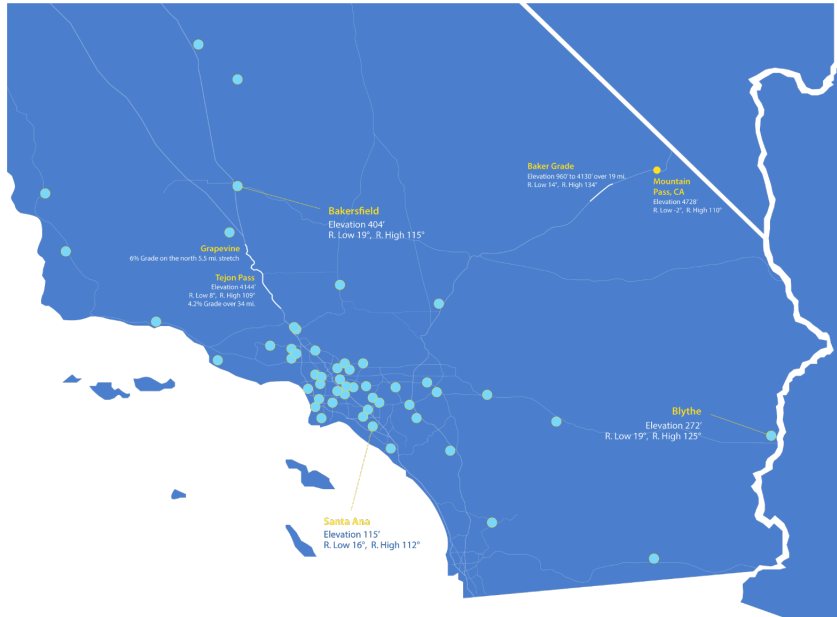 Baker Grade
Elevation 960' to 4130' over 19 mi.
R. Low 14°, R. High 134°
Mountain
Pass, CA
Elevation 4728'
R. Low -2°, R. High 110°
Bakersfield
Elevation 404'
R. Low 19°, R. High 115°
Grapevine
6% Grade on the north 5.5 mi. stretch
Tejon Pass
Elevation 4144'
R. Low 8°, R. High 109°
4.2% Grade over 34 mi.
Blythe
Elevation 272'
R. Low 19°, R. High 125°
Santa Ana
Elevation 115'
R. Low 16°, R. High 112°